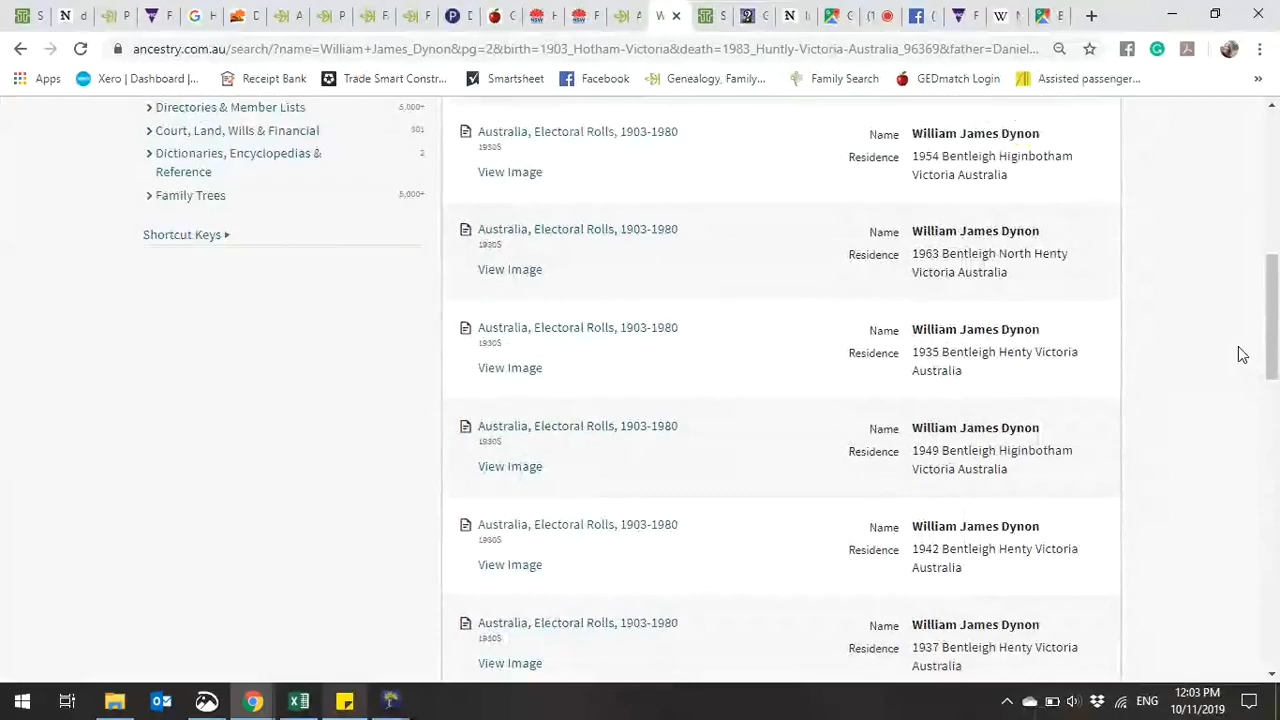 S
d
P
F
H
D
A
P
F
F
D
C
H
F
A
W
S
C
N
i
C
(
(
F
N
E
ancestry.com.au/search/?name=William+James_Dynon&pg=2&birth=1903_Hotham-Victoria&death=1983_Huntly-Victoria-Australia_96369&father=Daniel...
Apps
Xero | Dashboard |...
Receipt Bank
Trade Smart Constr...
Smartsheet
Facebook
Genealogy, Family...
Family Search
GEDmatch Login
Assisted passenger...
»
Directories & Member Lists 5,000+
Court, Land, Wills & Financial 301
Dictionaries, Encyclopedias & 2
Reference
Family Trees 5,000+
Shortcut Keys
Australia, Electoral Rolls, 1903-1980
1930s
View Image
Name William James Dynon
Residence 1954 Bentleigh Higinbotham
Victoria Australia
Australia, Electoral Rolls, 1903-1980
1930s
View Image
Name William James Dynon
Residence 1963 Bentleigh North Henty
Victoria Australia
Australia, Electoral Rolls, 1903-1980
1930s
View Image
Name William James Dynon
Residence 1935 Bentleigh Henty Victoria
Australia
Australia, Electoral Rolls, 1903-1980
1930s
View Image
Name William James Dynon
Residence 1949 Bentleigh Higinbotham
Victoria Australia
Australia, Electoral Rolls, 1903-1980
1930s
View Image
Name William James Dynon
Residence 1942 Bentleigh Henty Victoria
Australia
Australia, Electoral Rolls, 1903-1980
1930s
View Image
Name William James Dynon
Residence 1937 Bentleigh Henty Victoria
Australia
ENG
12:03 PM
10/11/2019